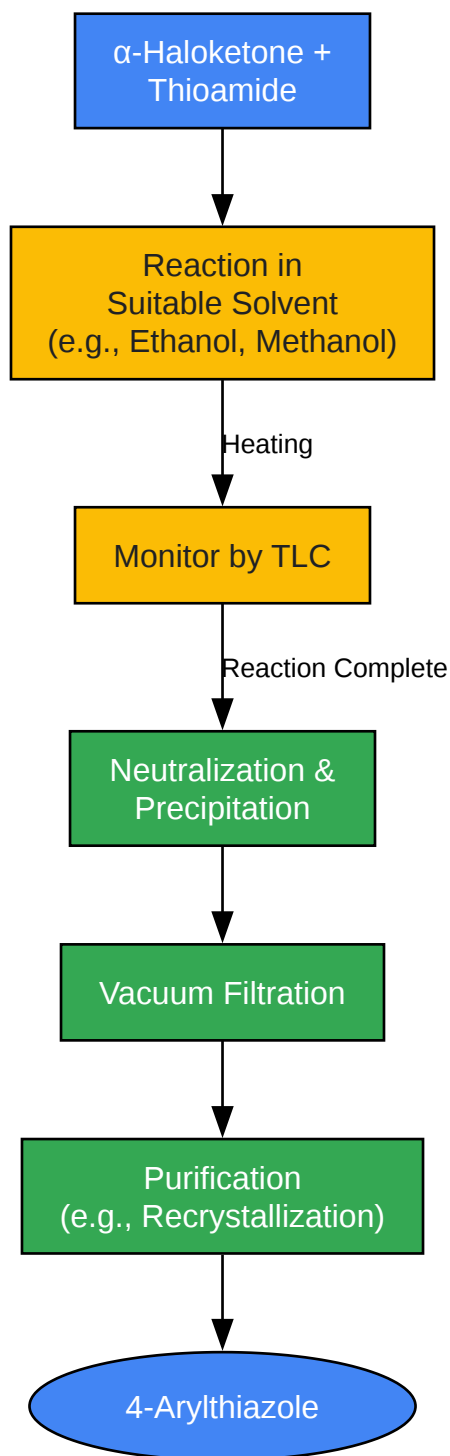 α-Haloketone +
Thioamide
Reaction in
Suitable Solvent
(e.g., Ethanol, Methanol)
Heating
Monitor by TLC
Reaction Complete
Neutralization &
Precipitation
Vacuum Filtration
Purification
(e.g., Recrystallization)
4-Arylthiazole